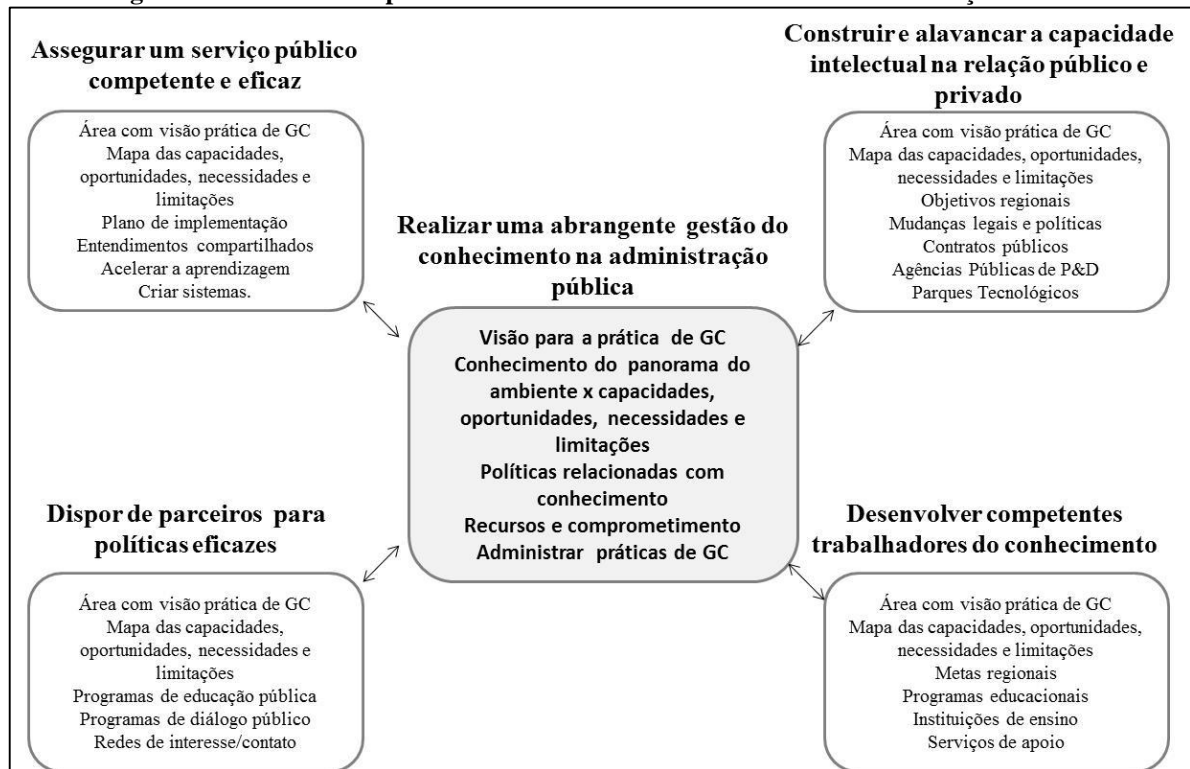 Assegurar um serviço público
competente e eficaz
Área com visão prática de GC
Mapa das capacidades,
oportunidades, necessidades e
limitações
Plano de implementação
Entendimentos compartilhados
Acelerar a aprendizagem
Criar sistemas.
Construir e alavancar a capacidade
intelectual na relação público e
privado
Área com visão prática de GC
Mapa das capacidades, oportunidades,
necessidades e limitações
Objetivos regionais
Mudanças legais e políticas
Contratos públicos
Agências Públicas de P&D
Parques Tecnológicos
Realizar uma abrangente gestão do
conhecimento na administração
pública
Visão para a prática de GC
Conhecimento do panorama do
ambiente x capacidades,
oportunidades, necessidades e
limitações
Políticas relacionadas com
conhecimento
Recursos e comprometimento
Administrar práticas de GC
Dispor de parceiros para
políticas eficazes
Área com visão prática de GC
Mapa das capacidades,
oportunidades, necessidades e
limitações
Programas de educação pública
Programas de diálogo público
Redes de interesse/contato
Desenvolver competentes
trabalhadores do conhecimento
Área com visão prática de GC
Mapa das capacidades, oportunidades,
necessidades e limitações
Metas regionais
Programas educacionais
Instituições de ensino
Serviços de apoio